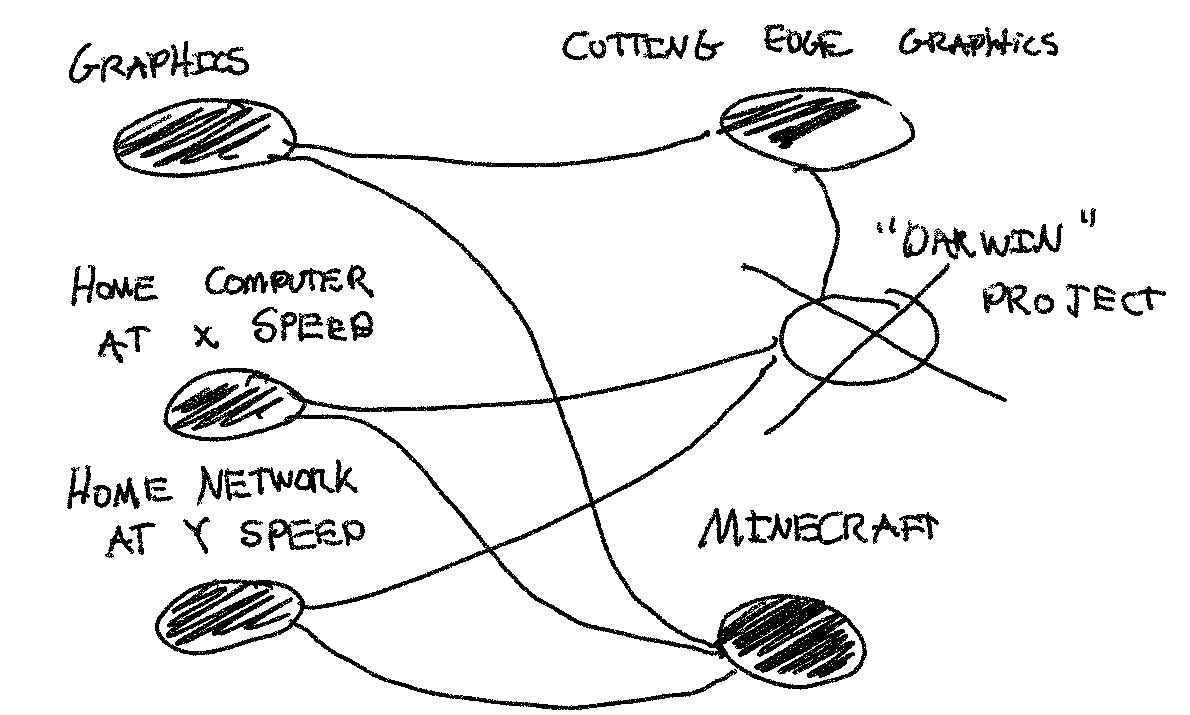 GRAPHICS
CUTTING EDGE GRAPHICS
"DARWIN"
PROJECT
HOME COMPUTER
AT X SPEED
HOME NETWORK
AT Y SPEED
MINECRAFT